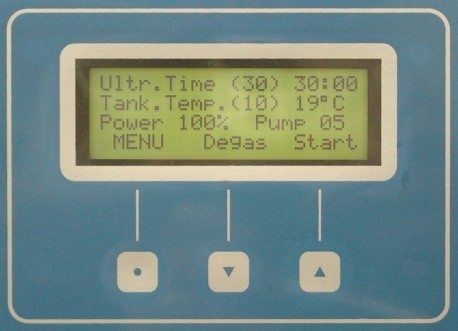 Ultr.Time (30) 30:00
Tank.Temp.(10) 19°C
Power 100% Pump 05
MENU Degas Start